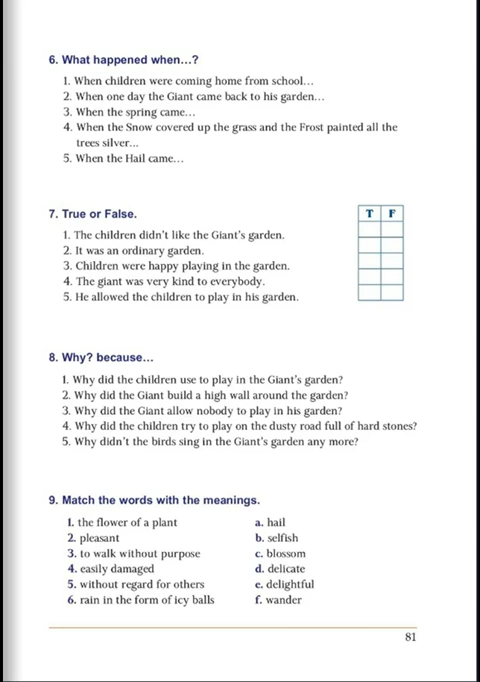 6. What happened when...?
1. When children were coming home from school...
2. When one day the Giant came back to his garden...
3. When the spring came...
4. When the Snow covered up the grass and the Frost painted all the
trees silver...
5. When the Hail came...
7. True or False.
T F
1. The children didn't like the Giant's garden.
2. It was an ordinary garden.
3. Children were happy playing in the garden.
4. The giant was very kind to everybody.
5. He allowed the children to play in his garden.
8. Why? because...
1. Why did the children use to play in the Giant's garden?
2. Why did the Giant build a high wall around the garden?
3. Why did the Giant allow nobody to play in his garden?
4. Why did the children try to play on the dusty road full of hard stones?
5. Why didn't the birds sing in the Giant's garden any more?
9. Match the words with the meanings.
1. the flower of a plant a. hail
2. pleasant b. selfish
3. to walk without purpose c. blossom
4. easily damaged d. delicate
5. without regard for others e. delightful
6. rain in the form of icy balls f. wander
81